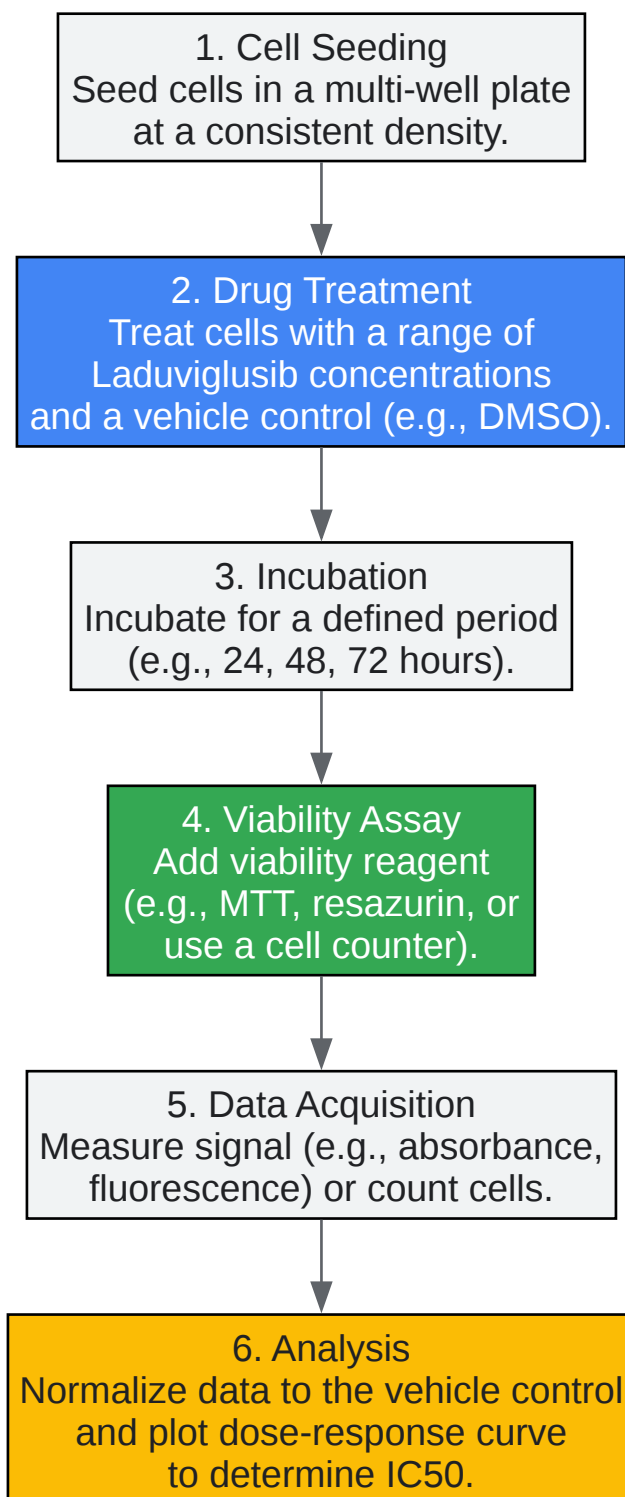 1. Cell Seeding
Seed cells in a multi-well plate
at a consistent density.
2. Drug Treatment
Treat cells with a range of
Laduviglusib concentrations
and a vehicle control (e.g., DMSO).
3. Incubation
Incubate for a defined period
(e.g., 24, 48, 72 hours).
4. Viability Assay
Add viability reagent
(e.g., MTT, resazurin, or
use a cell counter).
5. Data Acquisition
Measure signal (e.g., absorbance,
fluorescence) or count cells.
6. Analysis
Normalize data to the vehicle control
and plot dose-response curve
to determine IC50.